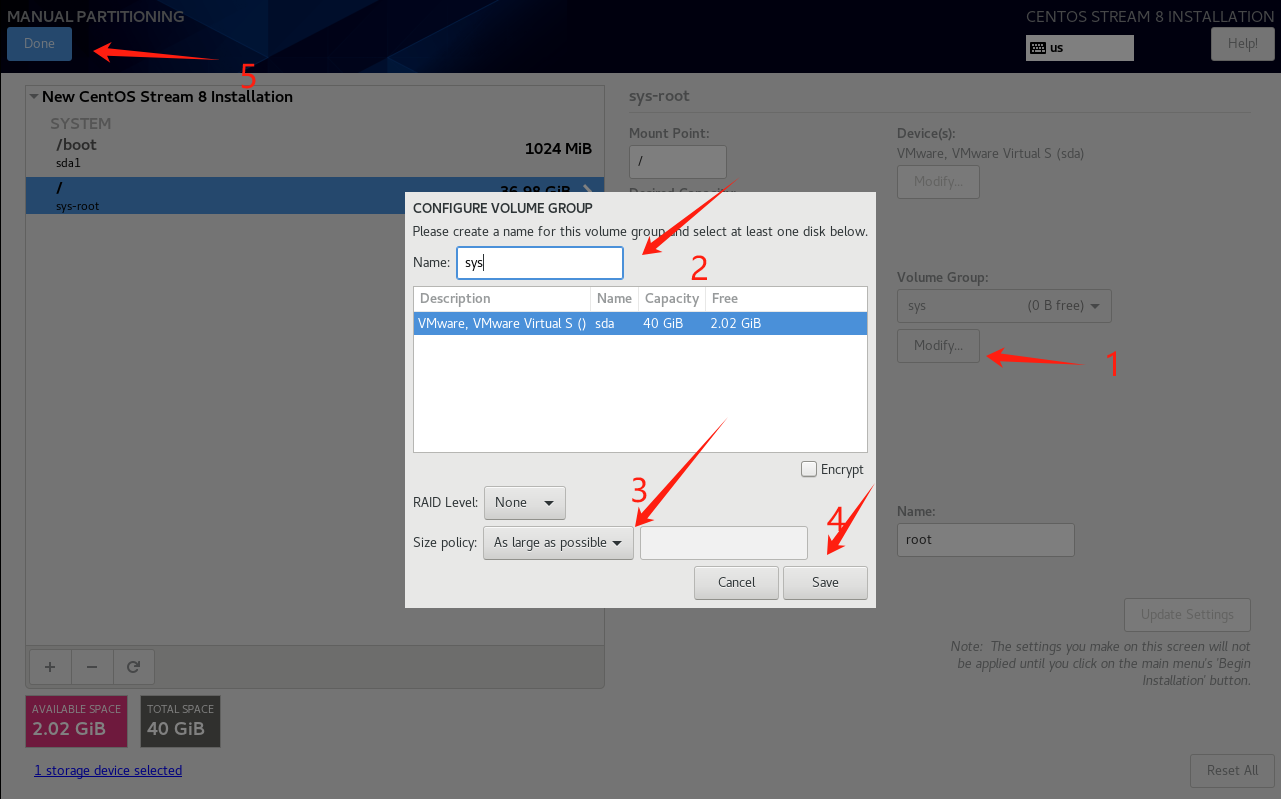 MANUAL PARTITIONING
CENTOS STREAM 8 INSTALLATION
Done
us
Help!
5
New CentOS Stream 8 Installation
SYSTEM
/boot
1024 MiB
sda1
/
36.98 GiB
sys-root
sys-root
Mount Point:
/
Desired Capacity:
Device(s):
VMware, VMware Virtual S (sda)
Modify...
Volume Group:
sys (0 B free)
Modify...
1
Name:
root
Update Settings
Note: The settings you make on this screen will not
be applied until you click on the main menu's 'Begin
Installation' button.
CONFIGURE VOLUME GROUP
Please create a name for this volume group and select at least one disk below.
Name: sys
2
Description Name Capacity Free
VMware, VMware Virtual S () sda 40 GiB 2.02 GiB
Encrypt
3
RAID Level: None
4
Size policy: As large as possible
Cancel Save
+ −
AVAILABLE SPACE
2.02 GiB
TOTAL SPACE
40 GiB
1 storage device selected
Reset All